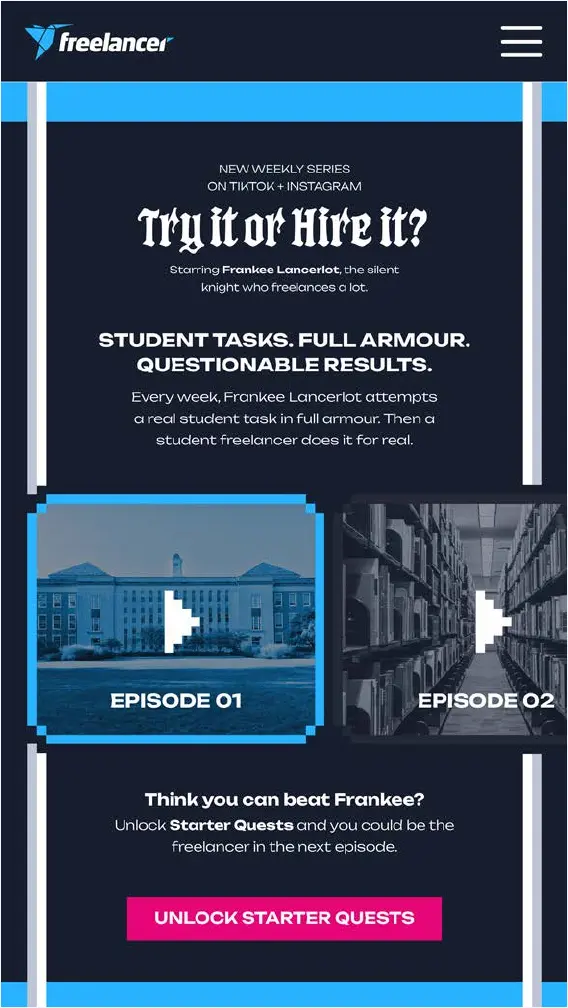 freelancer
NEW WEEKLY SERIES
ON TIKTOK + INSTAGRAM
Try it or Hire it?
Starring Frankee Lancerlot, the silent
knight who freelances a lot.
STUDENT TASKS. FULL ARMOUR.
QUESTIONABLE RESULTS.
Every week, Frankee Lancerlot attempts
a real student task in full armour. Then a
student freelancer does it for real.
EPISODE 01
EPISODE 02
Think you can beat Frankee?
Unlock Starter Quests and you could be the
freelancer in the next episode.
UNLOCK STARTER QUESTS